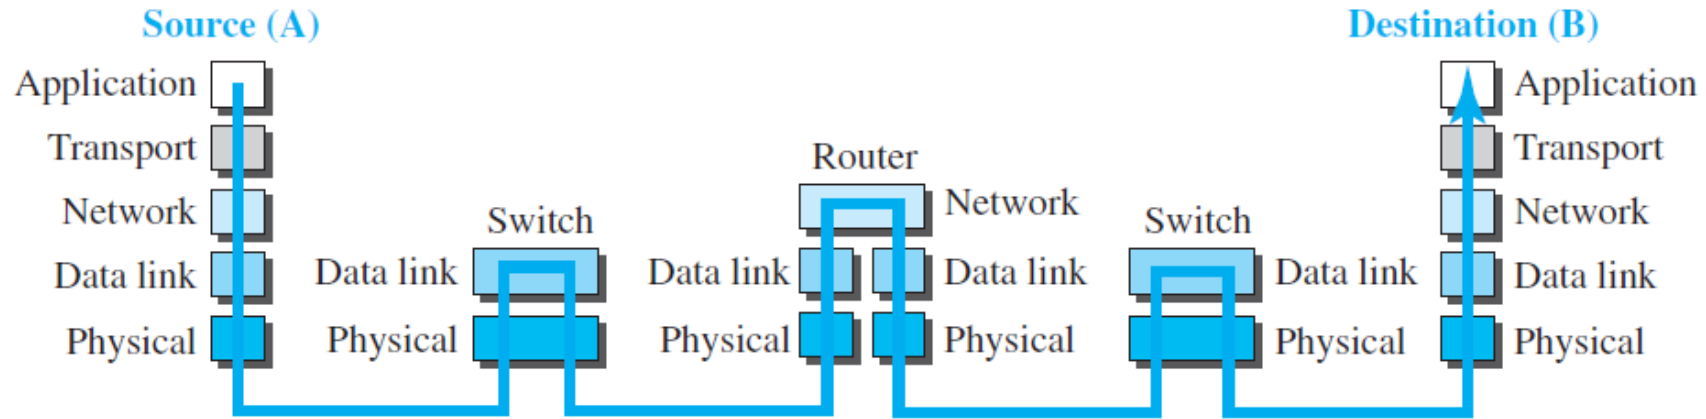 Source (A)
Application
Transport
Network
Data link
Physical
Switch
Data link
Physical
Router
Network
Data link
Data link
Physical
Physical
Switch
Data link
Physical
Destination (B)
Application
Transport
Network
Data link
Physical